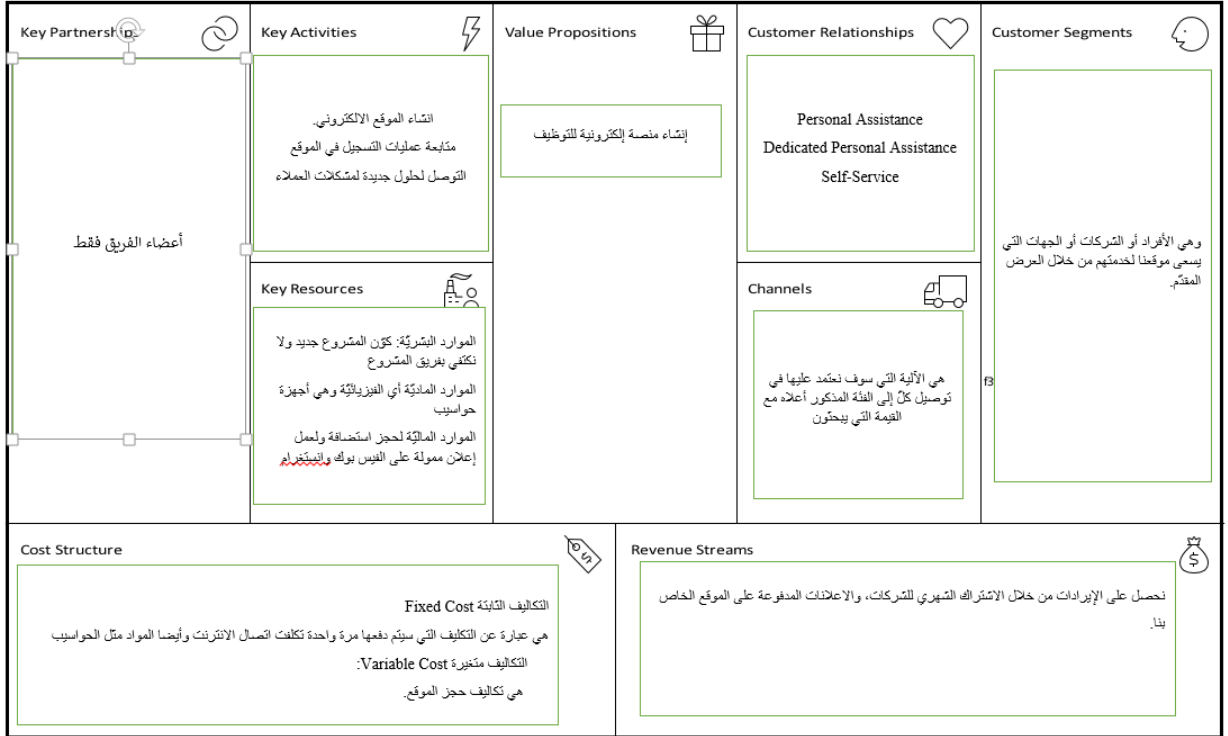 Key Partnership
أعضاء الفريق فقط
Key Activities
انشاء الموقع الالكتروني.
متابعة عمليات التسجيل في الموقع
التوصل لحلول جديدة لمشكلات العملاء
Key Resources
الموارد البشريّة: كوّن المشروع جديد ولا
نكتفي بفريق المشروع
الموارد الماديّة أي الفيزيائيّة وهي أجهزة
حواسيب
الموارد الماليّة لحجز استضافة ولعمل
إعلان ممولة على الفيس بوك وانستغرام
Value Propositions
إنشاء منصة إلكترونية للتوظيف
Customer Relationships
Personal Assistance
Dedicated Personal Assistance
Self-Service
Channels
هي الآلية التي سوف نعتمد عليها في
توصيل كلّ إلى الفئة المذكور أعلاه مع
القيمة التي يبحثون
Customer Segments
وهي الأفراد أو الشركات أو الجهات التي
يسعى موقعنا لخدمتهم من خلال العرض
المقدّم.
f3
Cost Structure
التكاليف الثابتة Fixed Cost
هي عبارة عن التكليف التي سيتم دفعها مرة واحدة تكلفت اتصال الانترنت وأيضا المواد مثل الحواسيب
التكاليف متغيرة Variable Cost:
هي تكاليف حجز الموقع.
Revenue Streams
نحصل على الإيرادات من خلال الاشتراك الشهري للشركات، والاعلانات المدفوعة على الموقع الخاص
بنا.